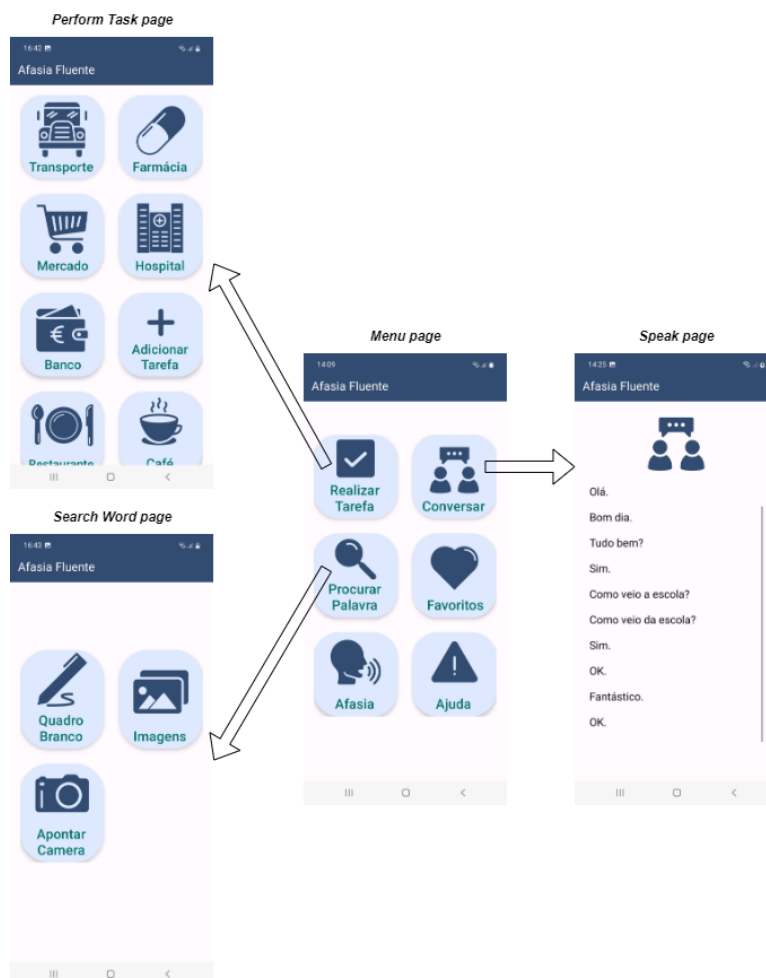 Perform Task page
16:42
Afasia Fluente
Transporte
Farmácia
Mercado
Hospital
Banco
Adicionar
Tarefa
Restaurante
Café
Search Word page
16:43
Afasia Fluente
Quadro
Branco
Imagens
Apontar
Camera
Menu page
14:09
Afasia Fluente
Realizar
Tarefa
Conversar
Procurar
Palavra
Favoritos
Afasia
Ajuda
Speak page
14:25
Afasia Fluente
Olá.
Bom dia.
Tudo bem?
Sim.
Como veio a escola?
Como veio da escola?
Sim.
OK.
Fantástico.
OK.